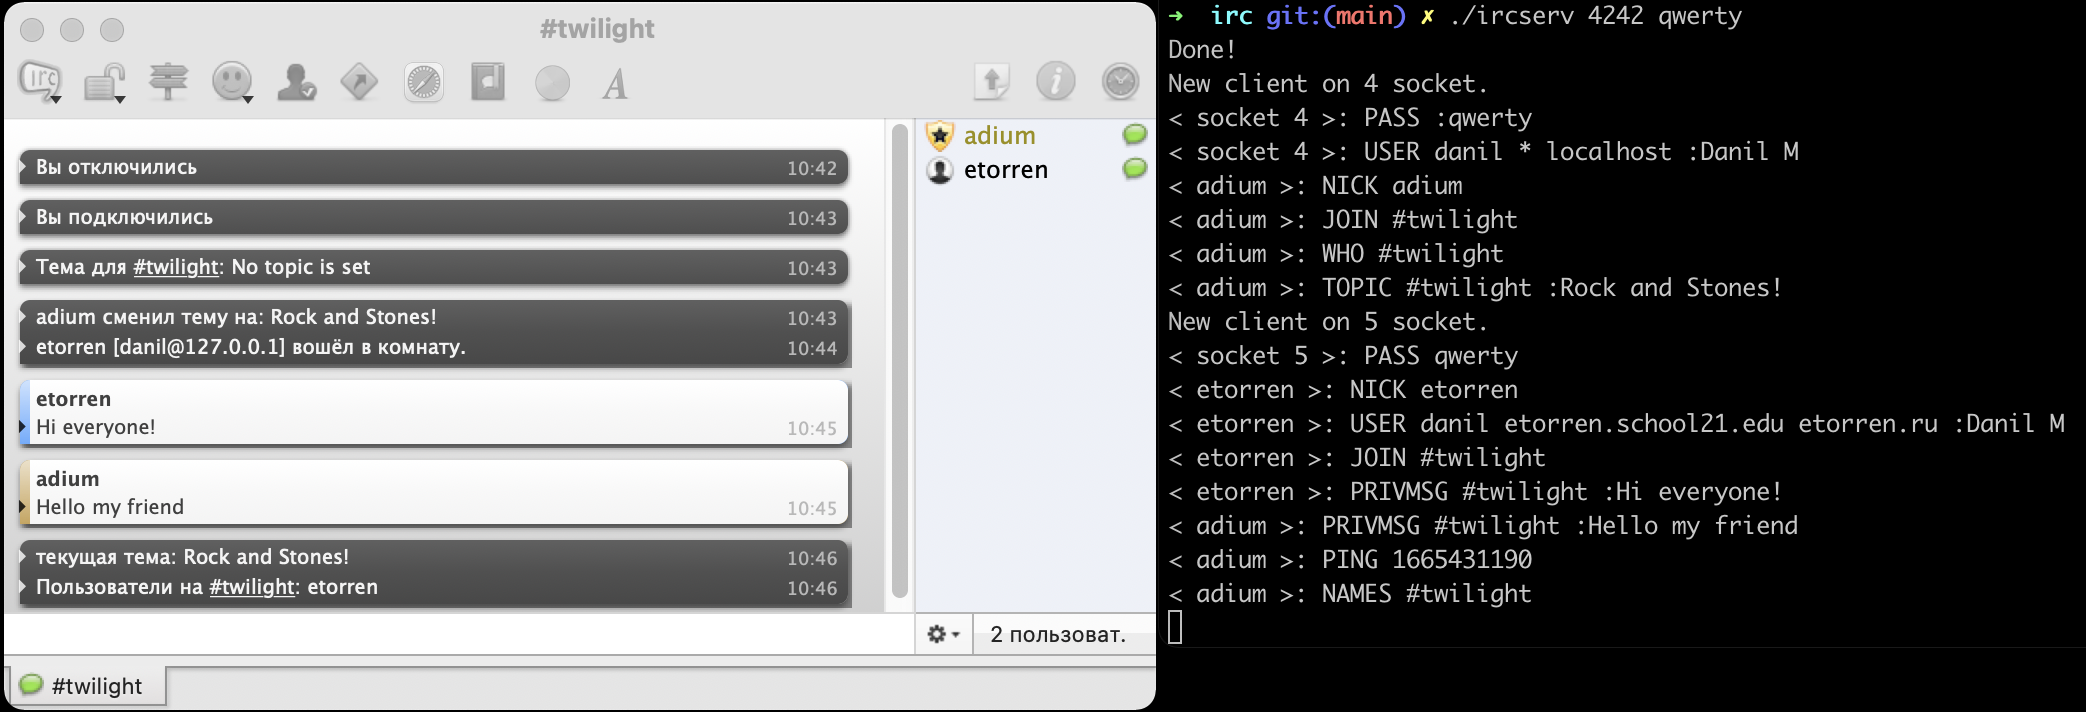 #twilight
irc
A
Вы отключились 10:42
Вы подключились 10:43
Тема для #twilight: No topic is set 10:43
adium сменил тему на: Rock and Stones! 10:43
etorren [danil@127.0.0.1] вошёл в комнату. 10:44
etorren
Hi everyone! 10:45
adium
Hello my friend 10:45
текущая тема: Rock and Stones! 10:46
Пользователи на #twilight: etorren 10:46
adium
etorren
2 пользоват.
#twilight
➜ irc git:(main) ✗ ./ircserv 4242 qwerty
Done!
New client on 4 socket.
< socket 4 >: PASS :qwerty
< socket 4 >: USER danil * localhost :Danil M
< adium >: NICK adium
< adium >: JOIN #twilight
< adium >: WHO #twilight
< adium >: TOPIC #twilight :Rock and Stones!
New client on 5 socket.
< socket 5 >: PASS qwerty
< etorren >: NICK etorren
< etorren >: USER danil etorren.school21.edu etorren.ru :Danil M
< etorren >: JOIN #twilight
< etorren >: PRIVMSG #twilight :Hi everyone!
< adium >: PRIVMSG #twilight :Hello my friend
< adium >: PING 1665431190
< adium >: NAMES #twilight